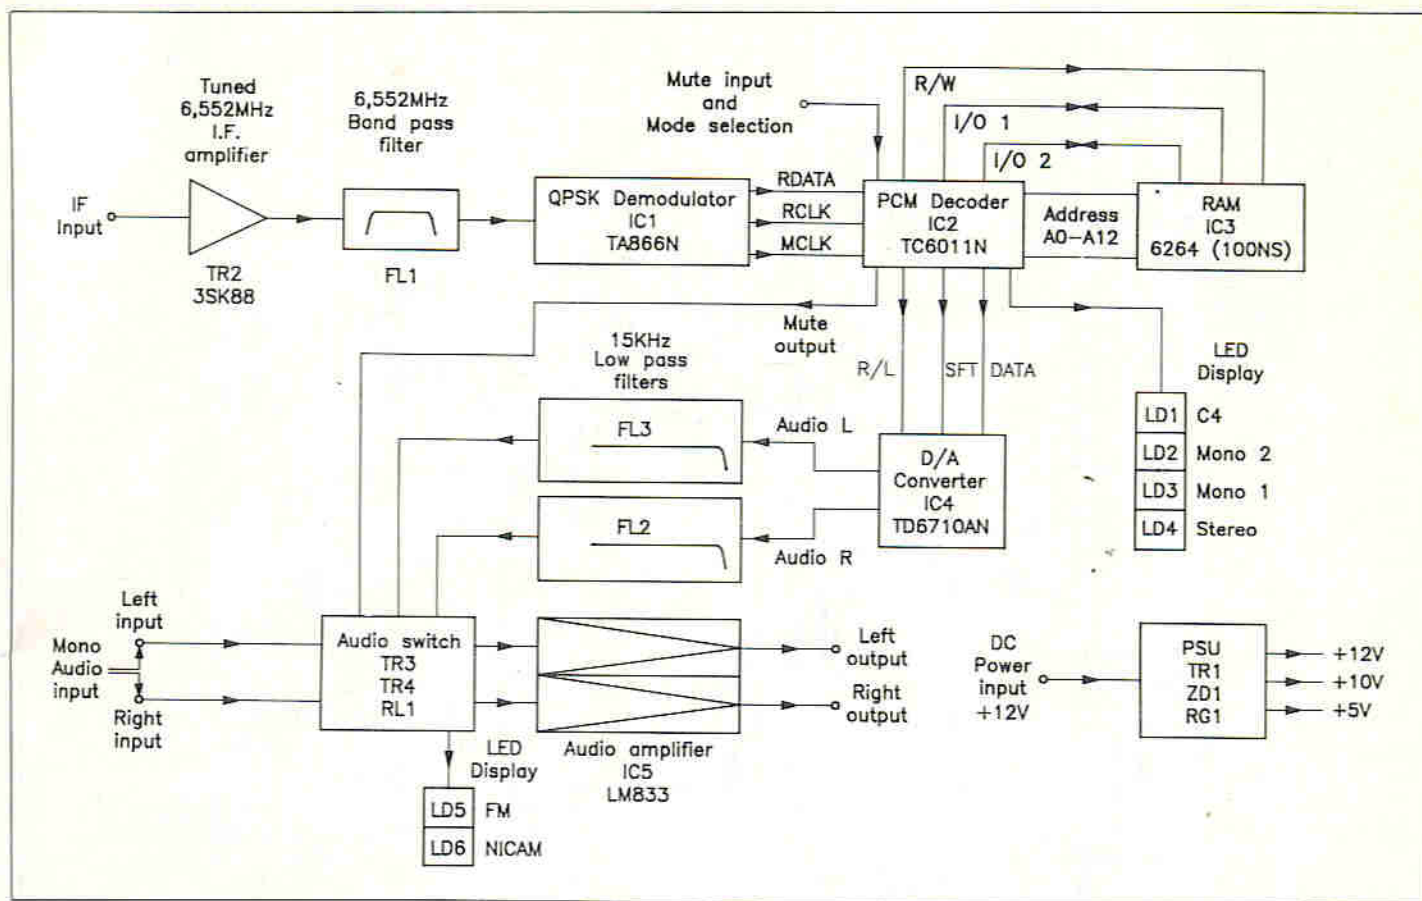 Tuned
6,552MHz
I.F.
amplifier
6,552MHz
Band pass
filter
Mute input
and
Mode selection
R/W
I/O 1
I/O 2
IF
Input
TR2
3SK88
FL1
QPSK Demodulator
IC1
TA866N
RDATA
RCLK
MCLK
PCM Decoder
IC2
TC6011N
Address
A0-A12
RAM
IC3
6264 (100NS)
Mute
output
15KHz
Low pass
filters
R/L
SFT
DATA
LED
Display
LD1 C4
LD2 Mono 2
LD3 Mono 1
LD4 Stereo
FL3
Audio L
D/A
Converter
IC4
TD6710AN
FL2
Audio R
Left
input
Mono
Audio
input
Right
input
Audio switch
TR3
TR4
RL1
Left
output
Right
output
Audio amplifier
IC5
LM833
LED
Display
LD5 FM
LD6 NICAM
DC
Power
input
+12V
PSU
TR1
ZD1
RG1
+12V
+10V
+5V